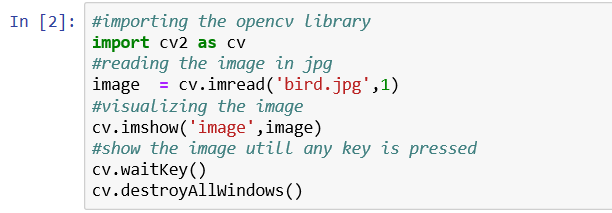 In [2]: #importing the opencv library
import cv2 as cv
#reading the image in jpg
image  = cv.imread('bird.jpg',1)
#visualizing the image
cv.imshow('image',image)
#show the image utill any key is pressed
cv.waitKey()
cv.destroyAllWindows()